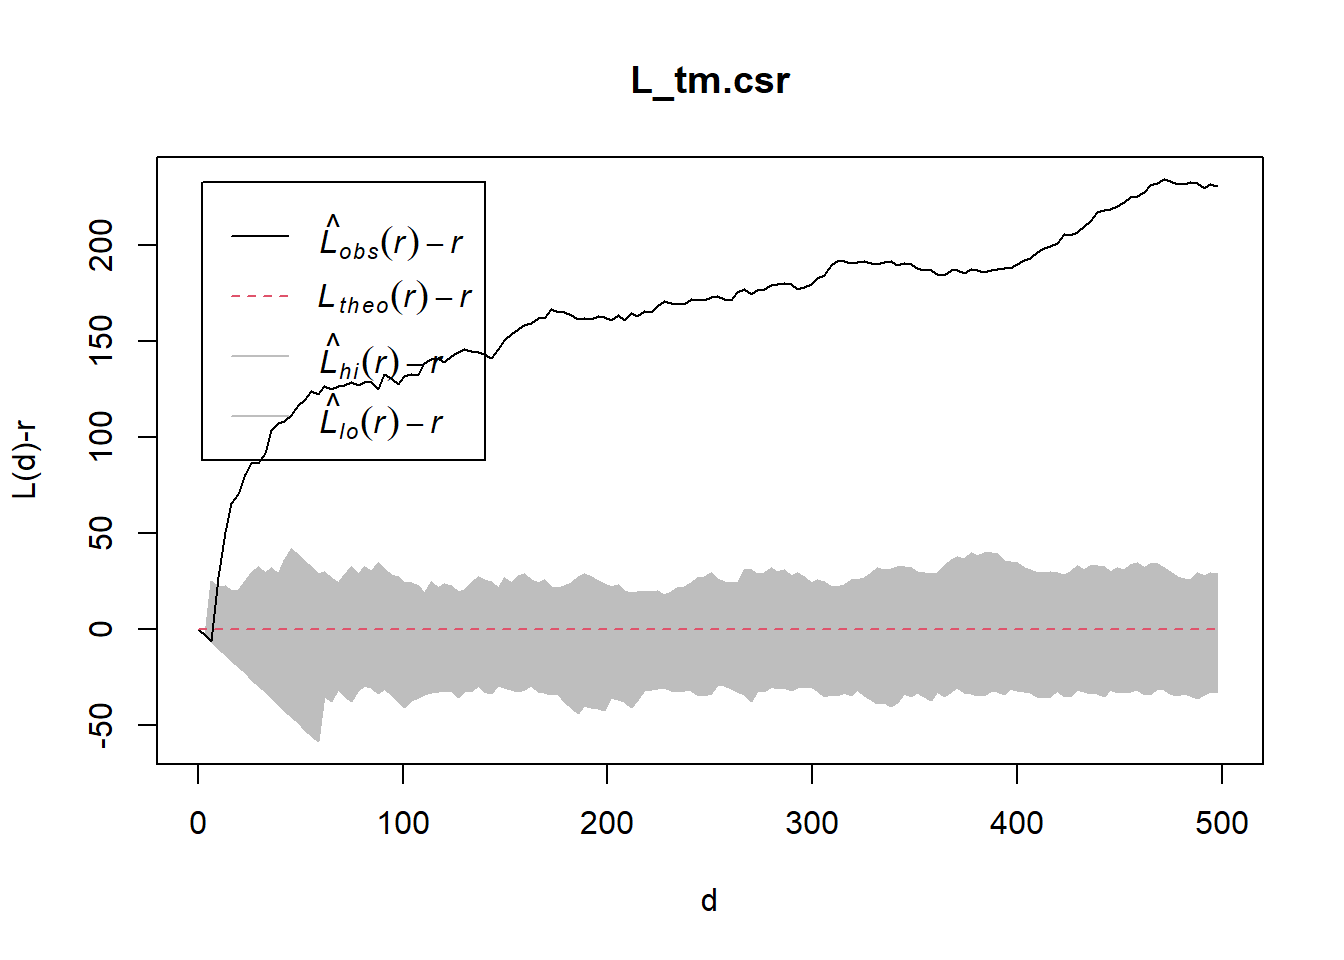 L_tm.csr
L̂obs(r) − r
Ltheo(r) − r
L̂hi(r) − r
L̂lo(r) − r
L(d)-r
200
150
100
50
0
-50
0 100 200 300 400 500
d